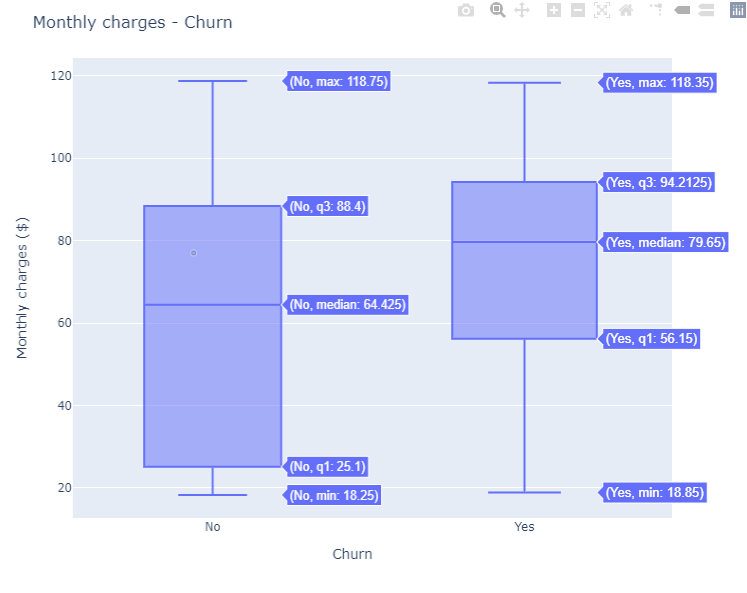 Monthly charges - Churn
120
100
80
60
40
20
Monthly charges ($)
(No, max: 118.75)
(No, q3: 88.4)
(No, median: 64.425)
(No, q1: 25.1)
(No, min: 18.25)
(Yes, max: 118.35)
(Yes, q3: 94.2125)
(Yes, median: 79.65)
(Yes, q1: 56.15)
(Yes, min: 18.85)
No
Yes
Churn